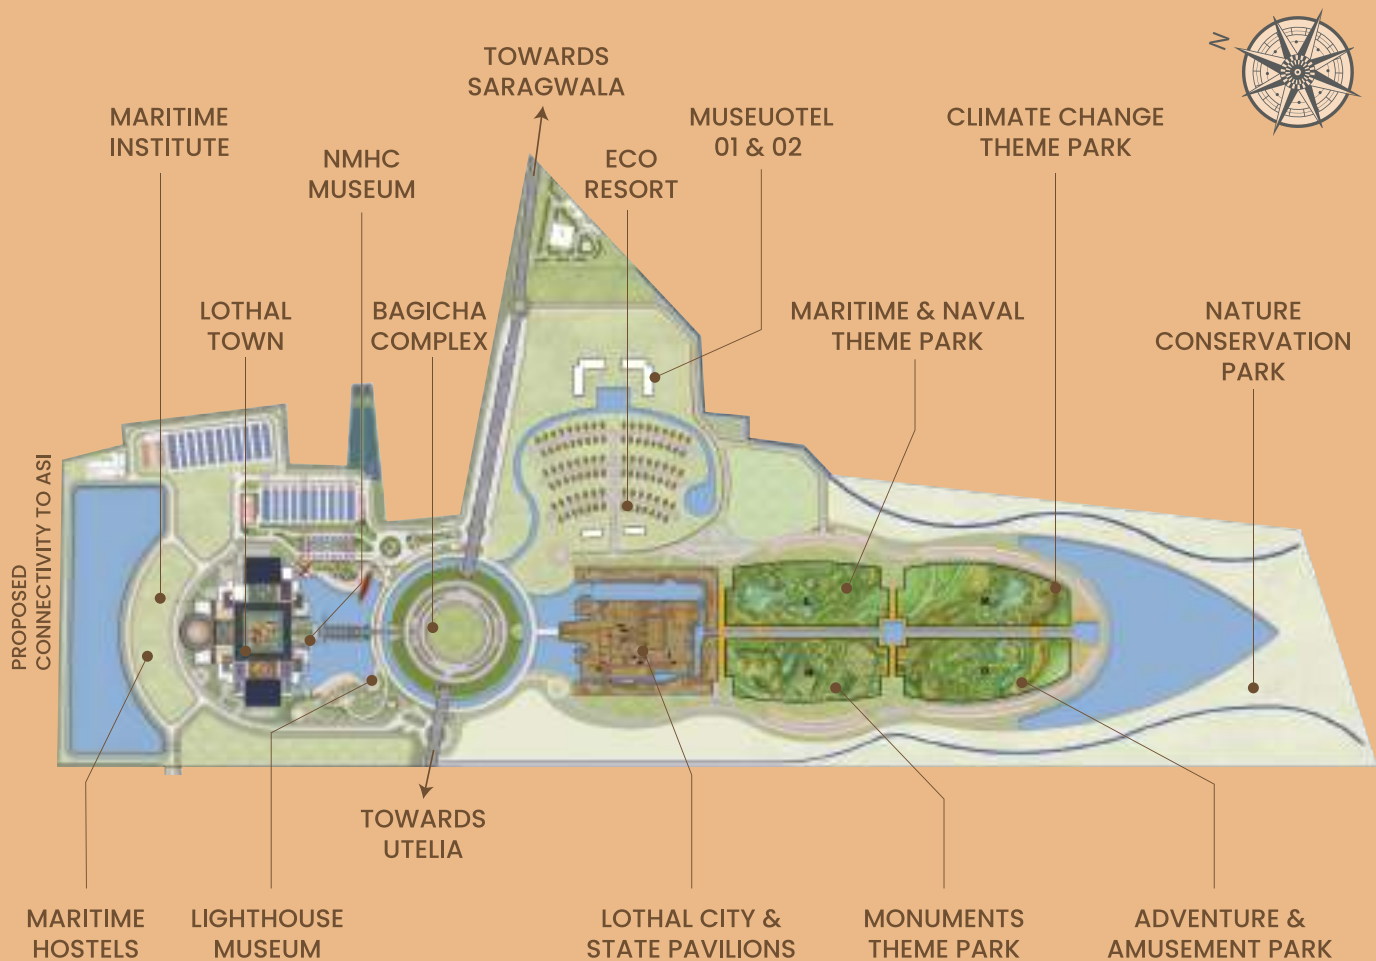 N
TOWARDS
SARAGWALA
MARITIME
INSTITUTE
NMHC
MUSEUM
ECO
RESORT
MUSEUOTEL
01 & 02
CLIMATE CHANGE
THEME PARK
LOTHAL
TOWN
BAGICHA
COMPLEX
MARITIME & NAVAL
THEME PARK
NATURE
CONSERVATION
PARK
PROPOSED
CONNECTIVITY TO ASI
TOWARDS
UTELIA
MARITIME
HOSTELS
LIGHTHOUSE
MUSEUM
LOTHAL CITY &
STATE PAVILIONS
MONUMENTS
THEME PARK
ADVENTURE &
AMUSEMENT PARK